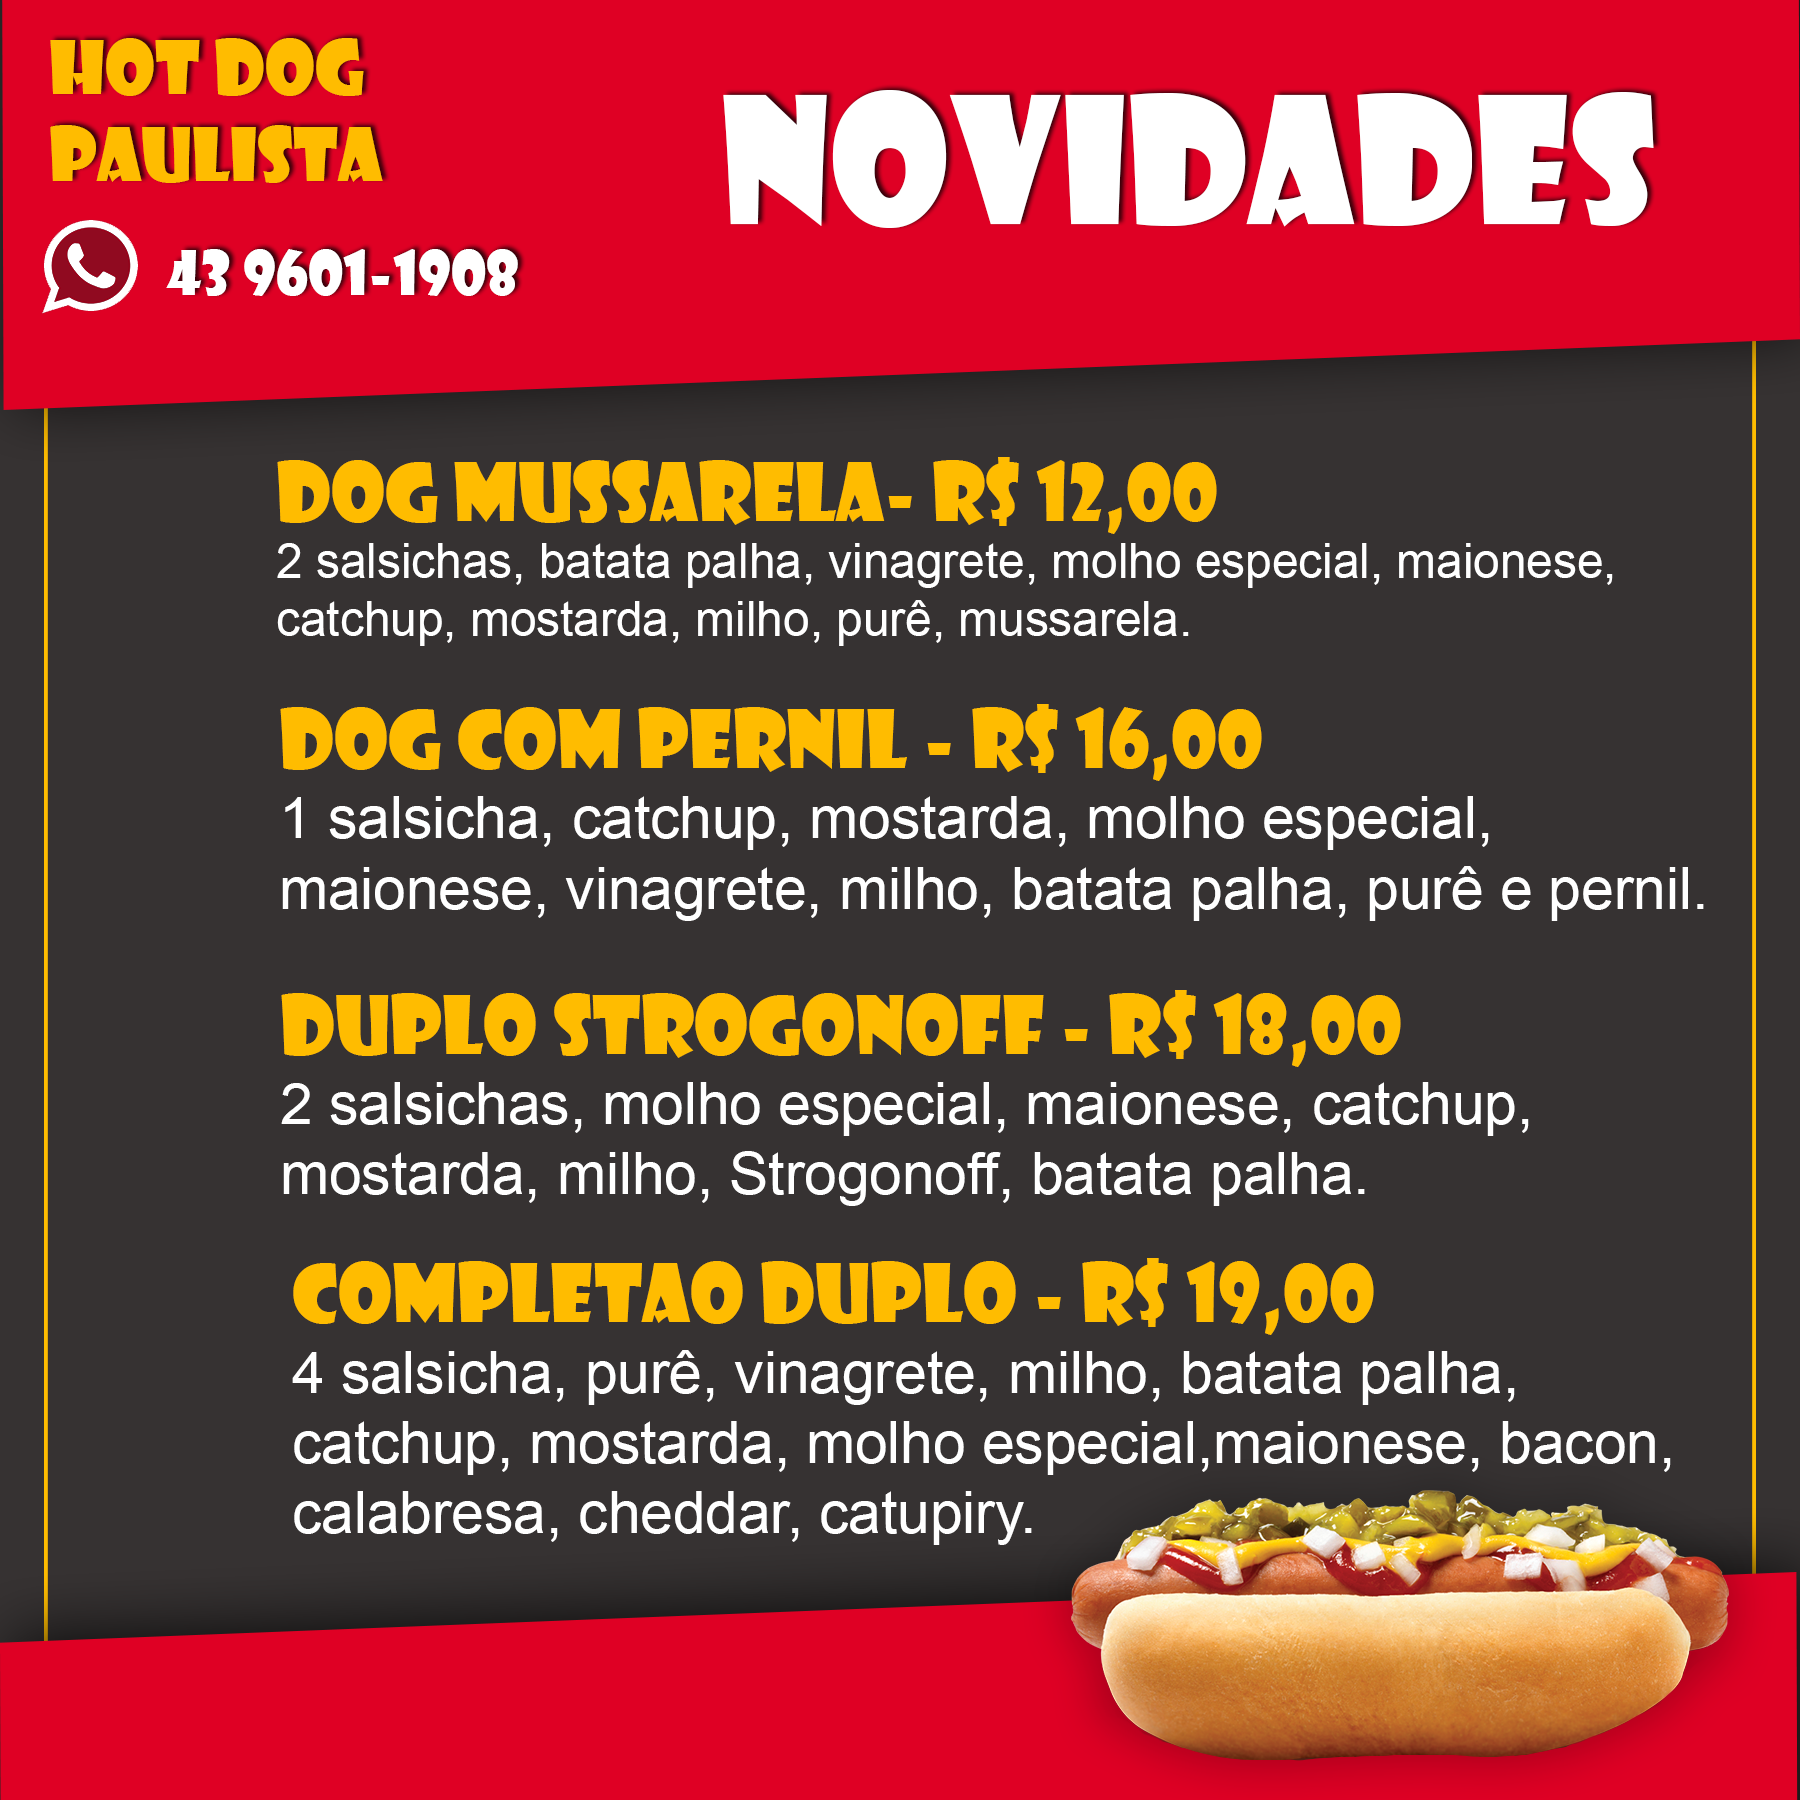 HOT DOG
PAULISTA
43 9601-1908
NOVIDADES
DOG MUSSARELA- R$ 12,00
2 salsichas, batata palha, vinagrete, molho especial, maionese,
catchup, mostarda, milho, purê, mussarela.
DOG COM PERNIL - R$ 16,00
1 salsicha, catchup, mostarda, molho especial,
maionese, vinagrete, milho, batata palha, purê e pernil.
DUPLO STROGONOFF - R$ 18,00
2 salsichas, molho especial, maionese, catchup,
mostarda, milho, Strogonoff, batata palha.
COMPLETAO DUPLO - R$ 19,00
4 salsicha, purê, vinagrete, milho, batata palha,
catchup, mostarda, molho especial,maionese, bacon,
calabresa, cheddar, catupiry.